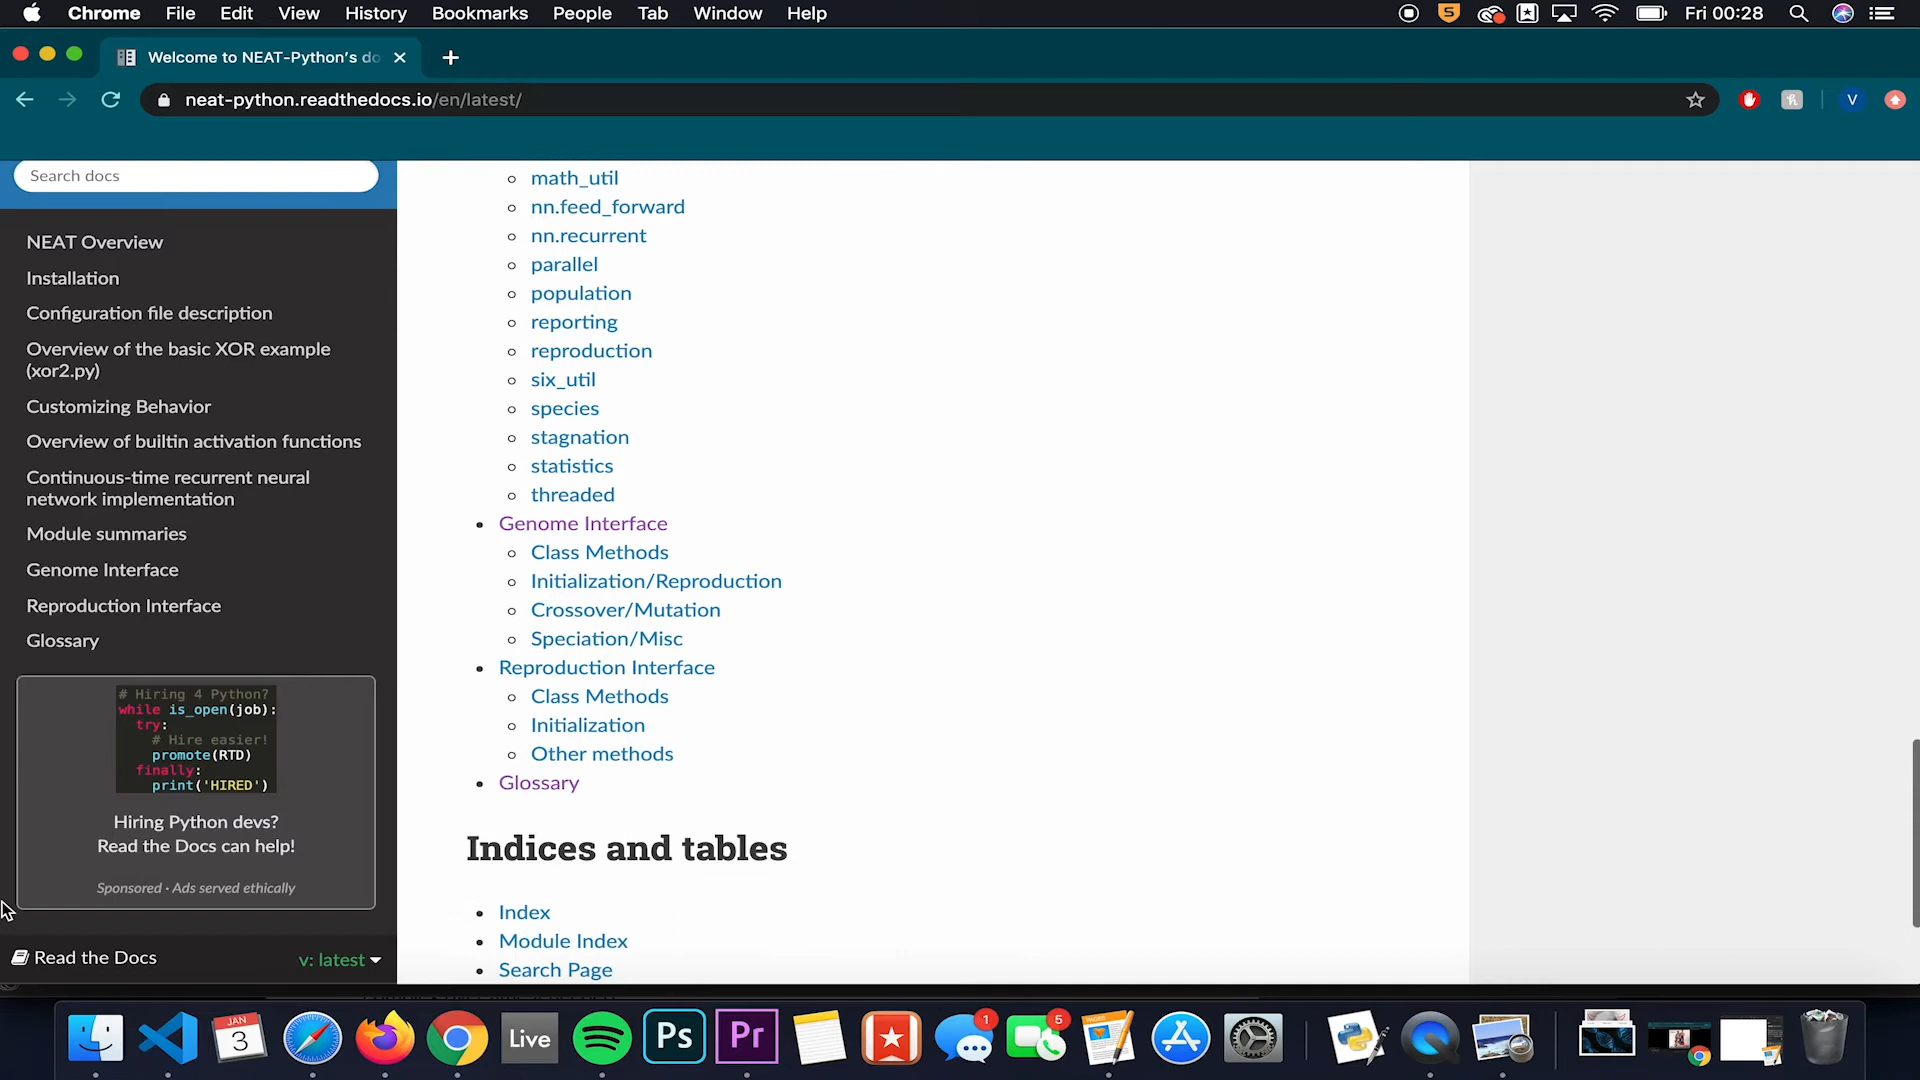 Chrome File Edit View History Bookmarks People Tab Window Help
S
Fri 00:28
Welcome to NEAT-Python's do
neat-python.readthedocs.io/en/latest/
V
Search docs
NEAT Overview
Installation
Configuration file description
Overview of the basic XOR example
(xor2.py)
Customizing Behavior
Overview of builtin activation functions
Continuous-time recurrent neural
network implementation
Module summaries
Genome Interface
Reproduction Interface
Glossary
# Hiring 4 Python?
while is_open(job):
try:
# Hire easier!
promote(RTD)
finally:
print('HIRED')
Hiring Python devs?
Read the Docs can help!
Sponsored · Ads served ethically
Read the Docs
v: latest
math_util
nn.feed_forward
nn.recurrent
parallel
population
reporting
reproduction
six_util
species
stagnation
statistics
threaded
Genome Interface
Class Methods
Initialization/Reproduction
Crossover/Mutation
Speciation/Misc
Reproduction Interface
Class Methods
Initialization
Other methods
Glossary
Indices and tables
Index
Module Index
Search Page
JAN
3
Live
Ps
Pr
1
5